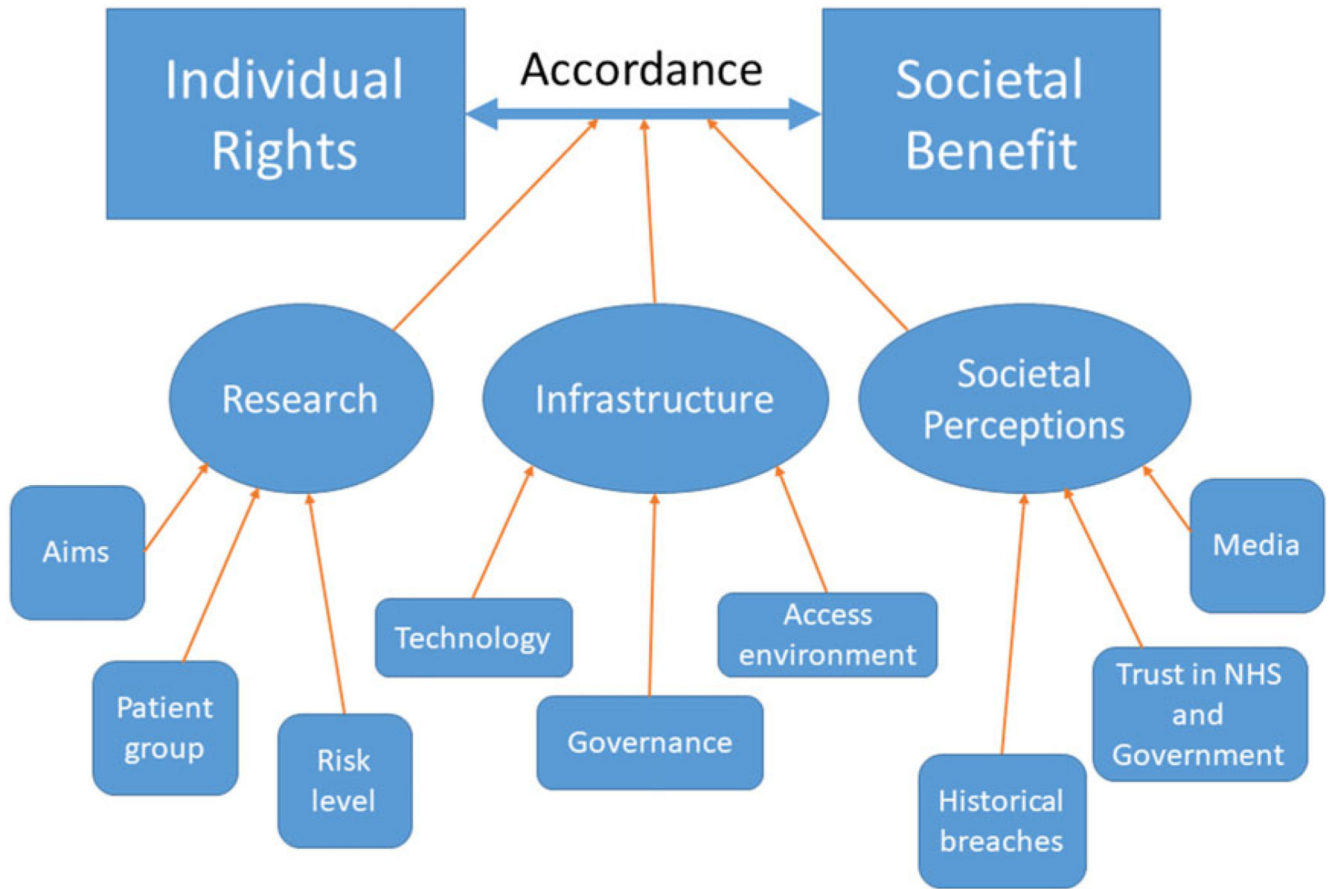 Individual
Rights
Accordance
Societal
Benefit
Research
Infrastructure
Societal
Perceptions
Aims
Patient
group
Risk
level
Technology
Governance
Access
environment
Historical
breaches
Trust in NHS
and
Government
Media